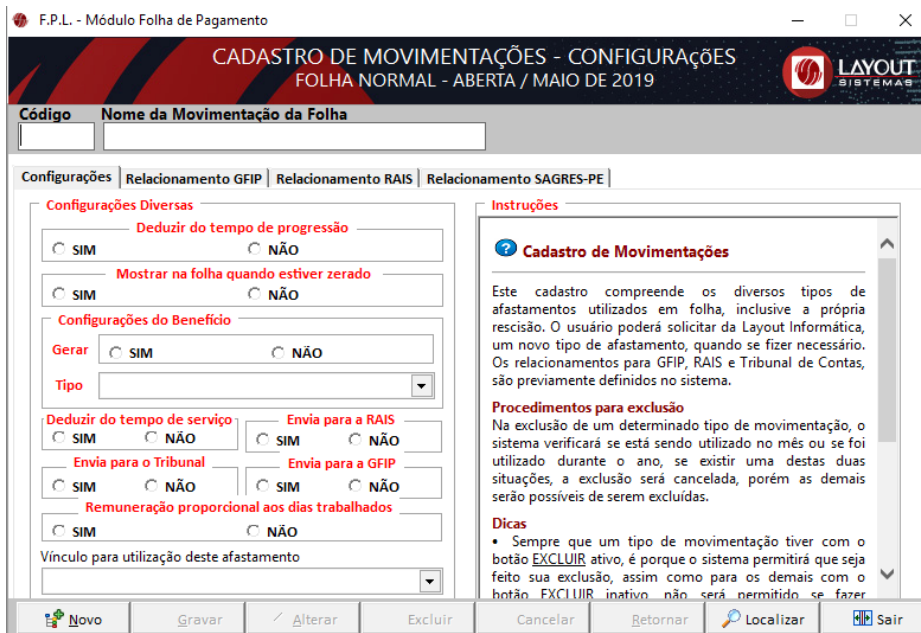 F.P.L. - Módulo Folha de Pagamento
CADASTRO DE MOVIMENTAÇÕES - CONFIGURAçõES
FOLHA NORMAL - ABERTA / MAIO DE 2019
LAYOUT
SISTEMAS
Código Nome da Movimentação da Folha
Configurações Relacionamento GFIP Relacionamento RAIS Relacionamento SAGRES-PE
Configurações Diversas
Deduzir do tempo de progressão
SIM NÃO
Mostrar na folha quando estiver zerado
SIM NÃO
Configurações do Benefício
Gerar SIM NÃO
Tipo
Deduzir do tempo de serviço Envia para a RAIS
SIM NÃO SIM NÃO
Envia para o Tribunal Envia para a GFIP
SIM NÃO SIM NÃO
Remuneração proporcional aos dias trabalhados
SIM NÃO
Vínculo para utilização deste afastamento
Instruções
Cadastro de Movimentações
Este cadastro compreende os diversos tipos de
afastamentos utilizados em folha, inclusive a própria
rescisão. O usuário poderá solicitar da Layout Informática,
um novo tipo de afastamento, quando se fizer necessário.
Os relacionamentos para GFIP, RAIS e Tribunal de Contas,
são previamente definidos no sistema.
Procedimentos para exclusão
Na exclusão de um determinado tipo de movimentação, o
sistema verificará se está sendo utilizado no mês ou se foi
utilizado durante o ano, se existir uma destas duas
situações, a exclusão será cancelada, porém as demais
serão possíveis de serem excluídas.
Dicas
• Sempre que um tipo de movimentação tiver com o
botão EXCLUIR ativo, é porque o sistema permitirá que seja
feito sua exclusão, assim como para os demais com o
botão EXCLUIR inativo, não será permitido se fazer
Novo Gravar Alterar Excluir Cancelar Retornar Localizar Sair